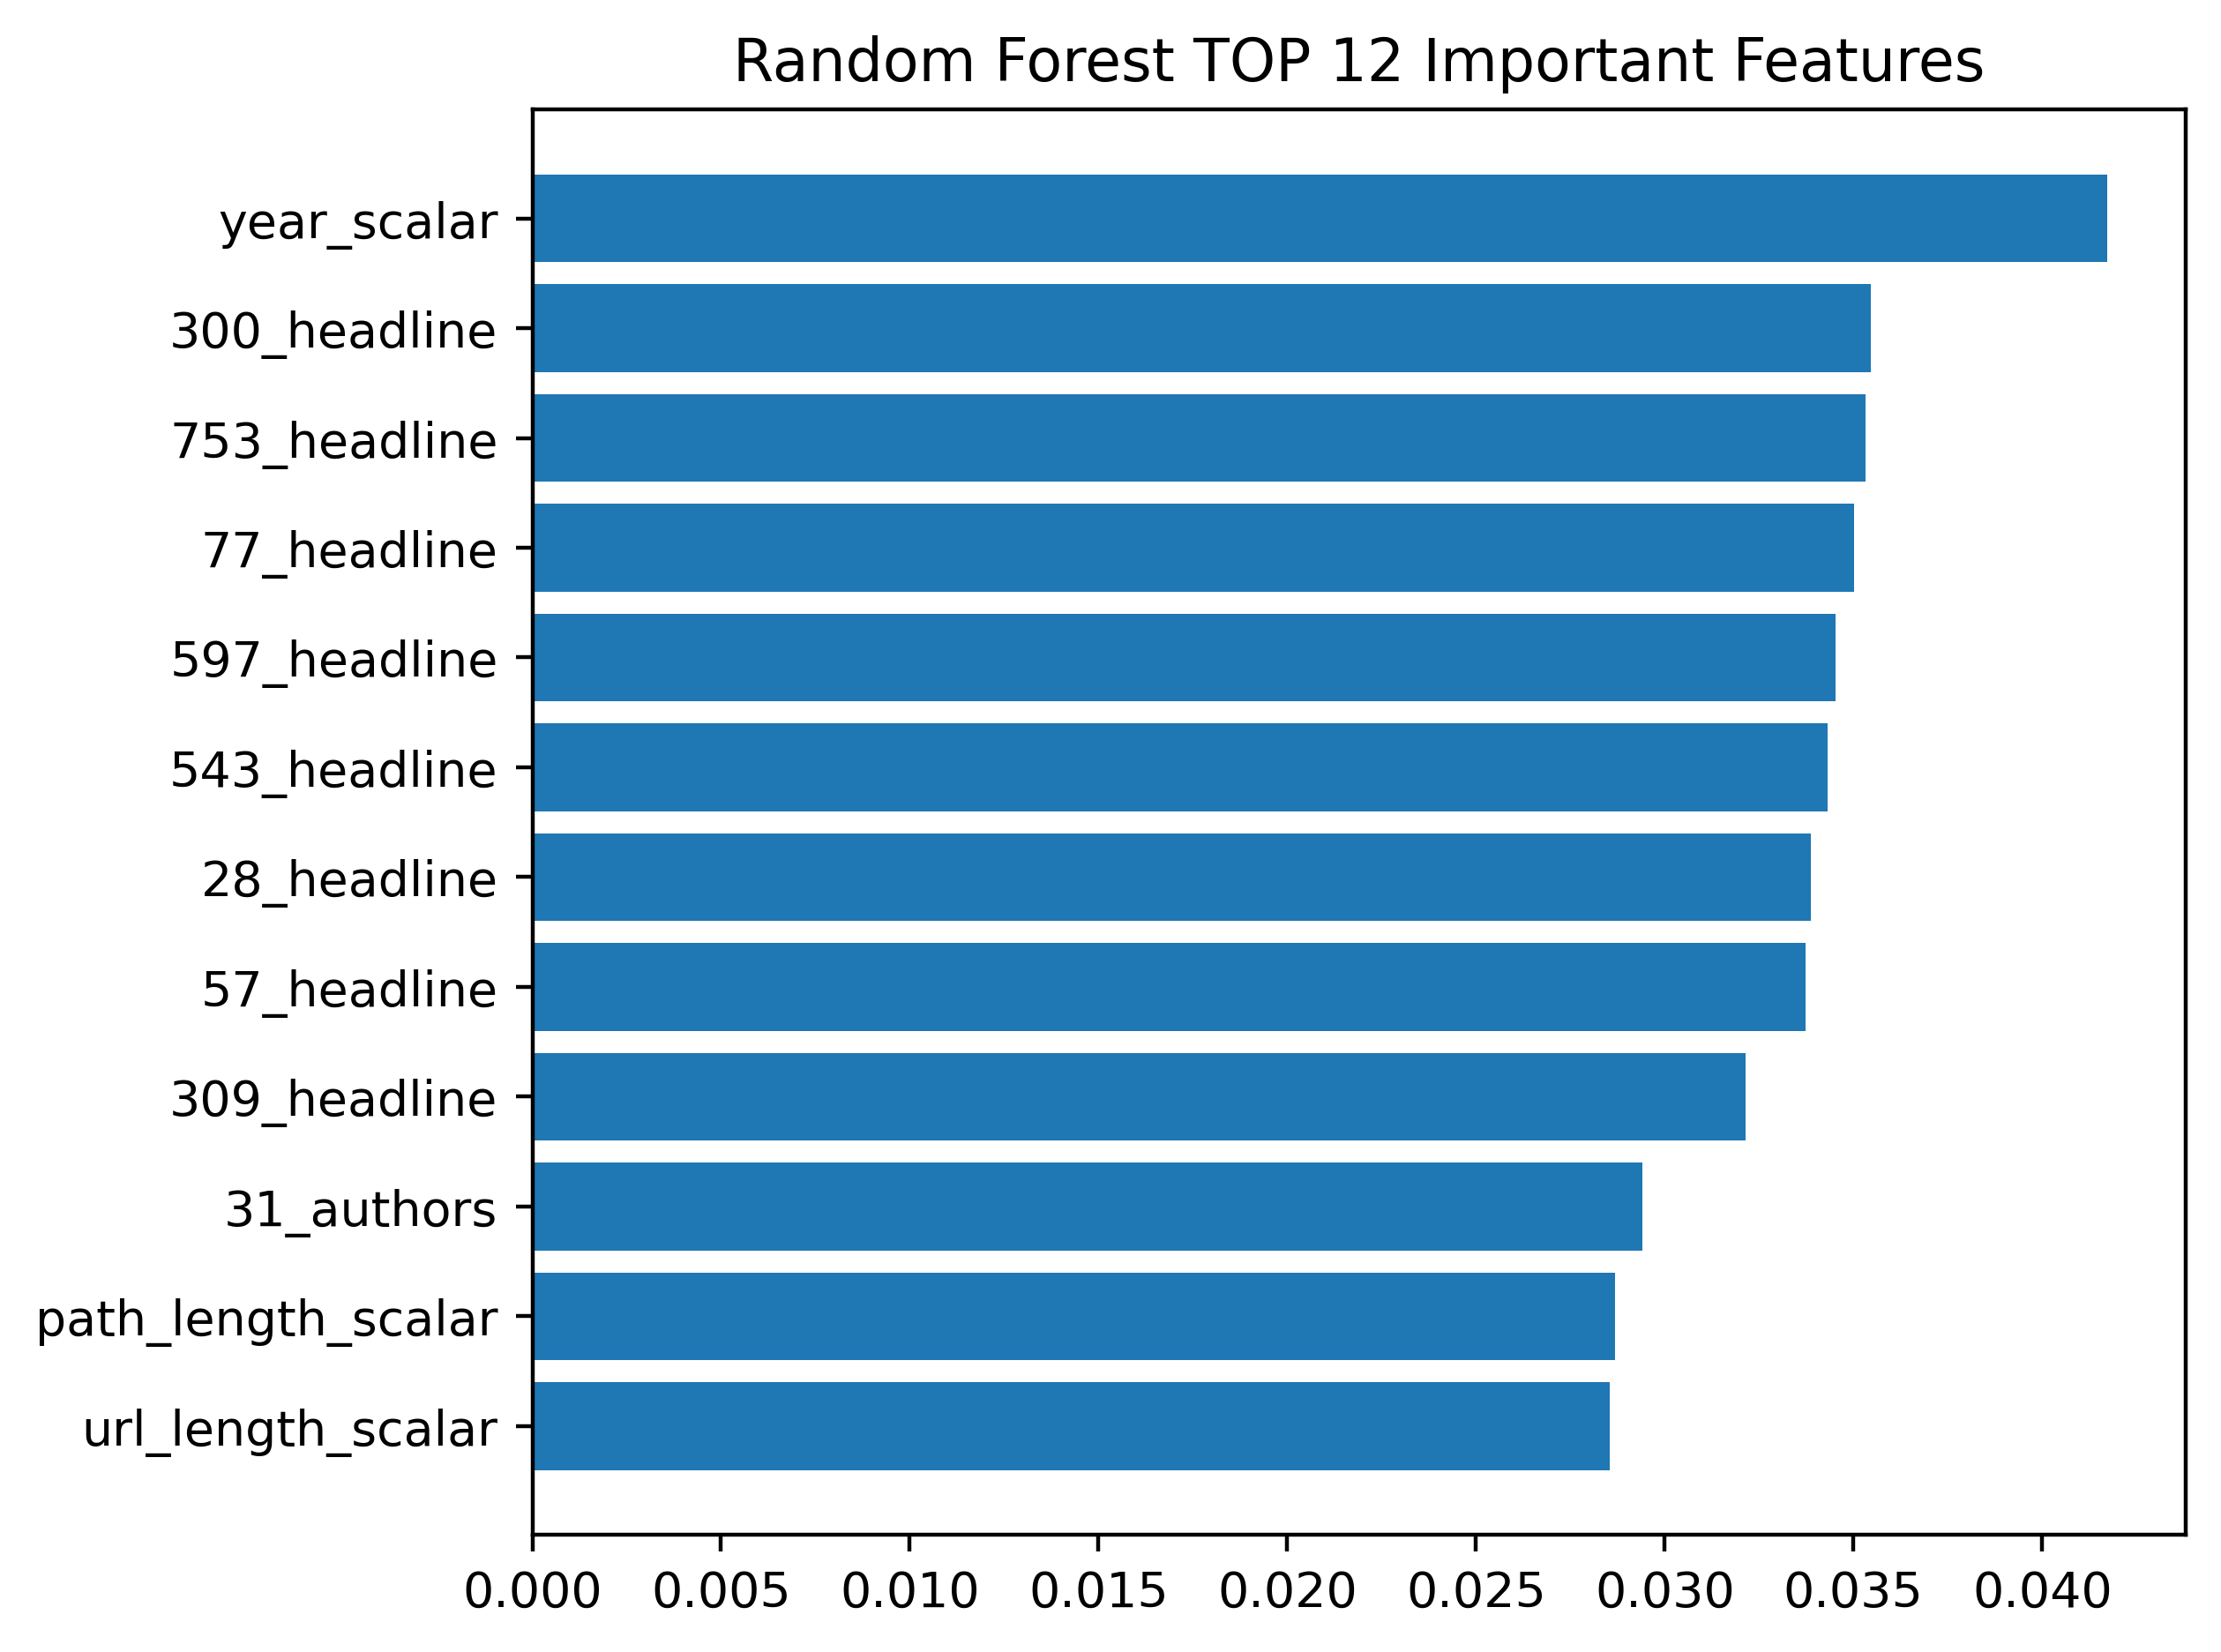 Random Forest TOP 12 Important Features
year_scalar
300_headline
753_headline
77_headline
597_headline
543_headline
28_headline
57_headline
309_headline
31_authors
path_length_scalar
url_length_scalar
0.000 0.005 0.010 0.015 0.020 0.025 0.030 0.035 0.040